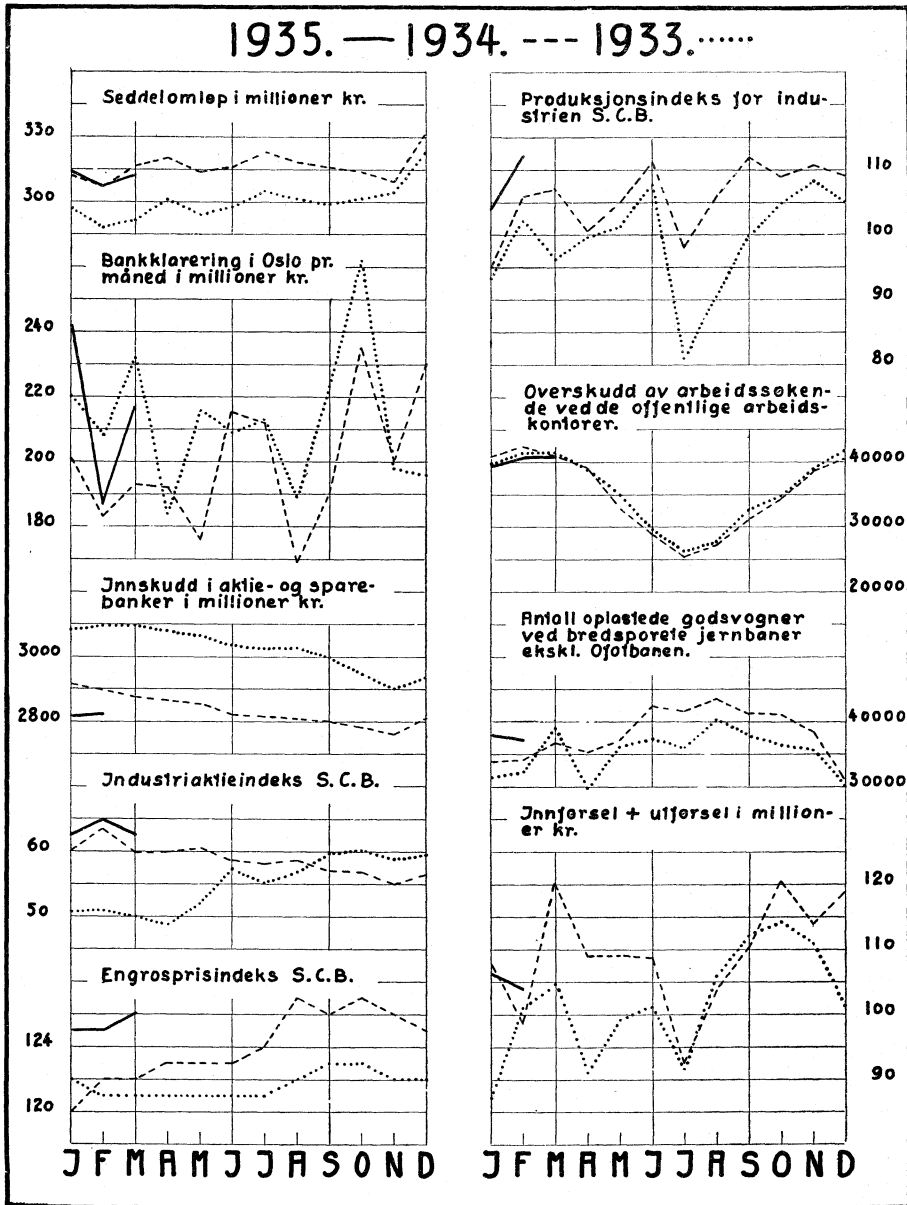 1935. — 1934. --- 1933. ......
Seddelomløp i millioner kr.
330
300
Bankklarering i Oslo pr.
måned i millioner kr.
240
220
200
180
Innskudd i aktie- og spare-
banker i millioner kr.
3000
2800
Industriaktieindeks S.C.B.
60
50
Engrosprisindeks S.C.B.
124
120
J F M A M J J A S O N D
Produksjonsindeks for indu-
strien S.C.B.
110
100
90
80
Overskudd av arbeidssøken-
de ved de offentlige arbeids-
kontorer.
40000
30000
20000
Antall oplastede godsvogner
ved bredsporete jernbaner
ekskl. Ofotbanen.
40000
30000
Innførsel + utførsel i million-
er kr.
120
110
100
90
J F M A M J J A S O N D